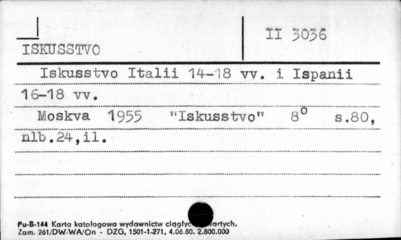 II 3036
ISKUSSTVO
Iskusstvo Italii 14-18 vv. i Ispanii
16-18 vv.
Moskva 1955 "Iskusstvo" 8° s.80,
nlb.24,il.
Pu-B-144 Karta katalogowa wydawnictw
Zam. 261/DW/WA/On - DZG, 1501-1-271, 4.06.80. 2.800.000